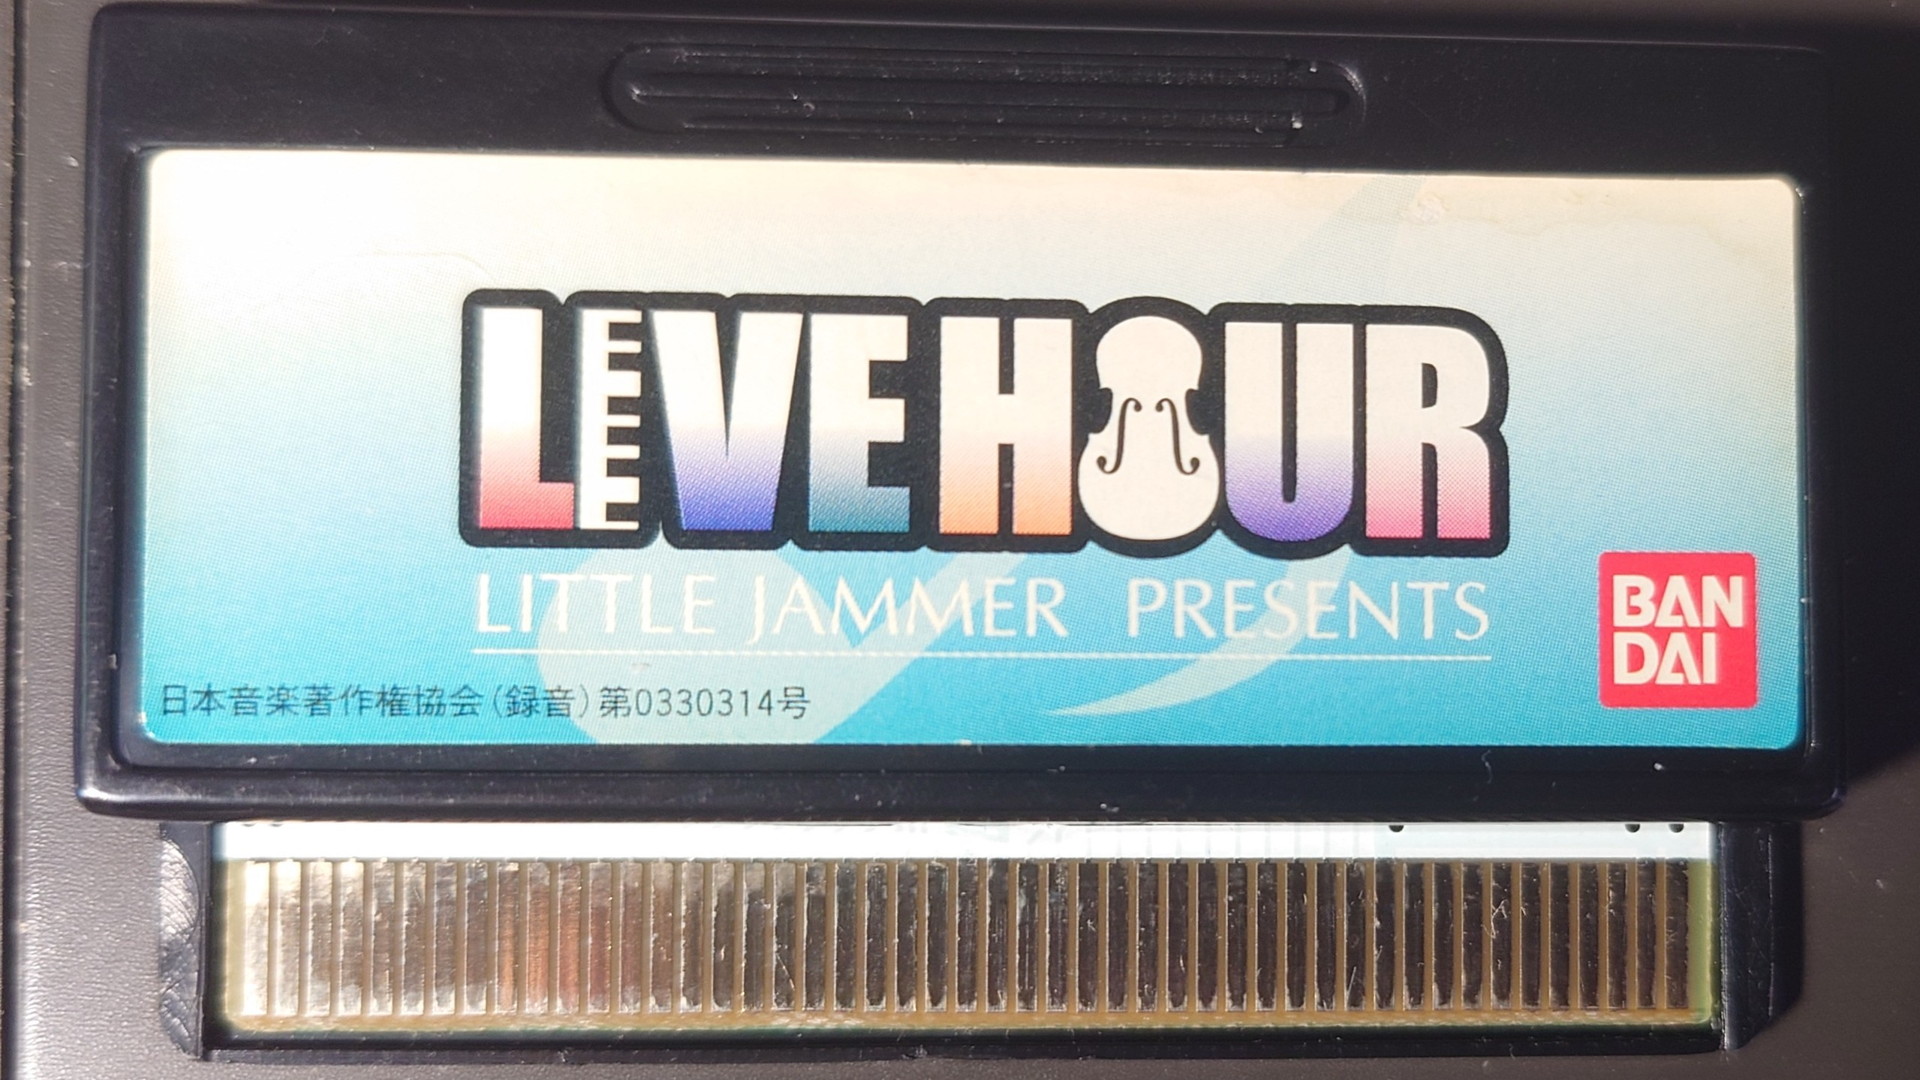 LIVE HOUR
LITTLE JAMMER PRESENTS
BAN
DAI
日本音楽著作権協会(録音)第0330314号